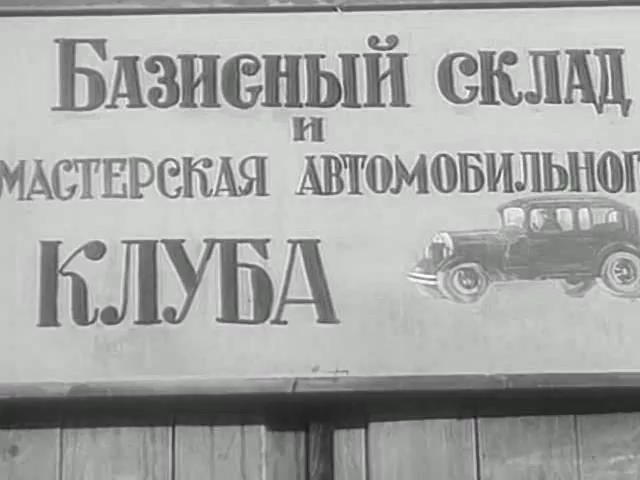 Базисный склад
и
мастерская автомобильног
клуба